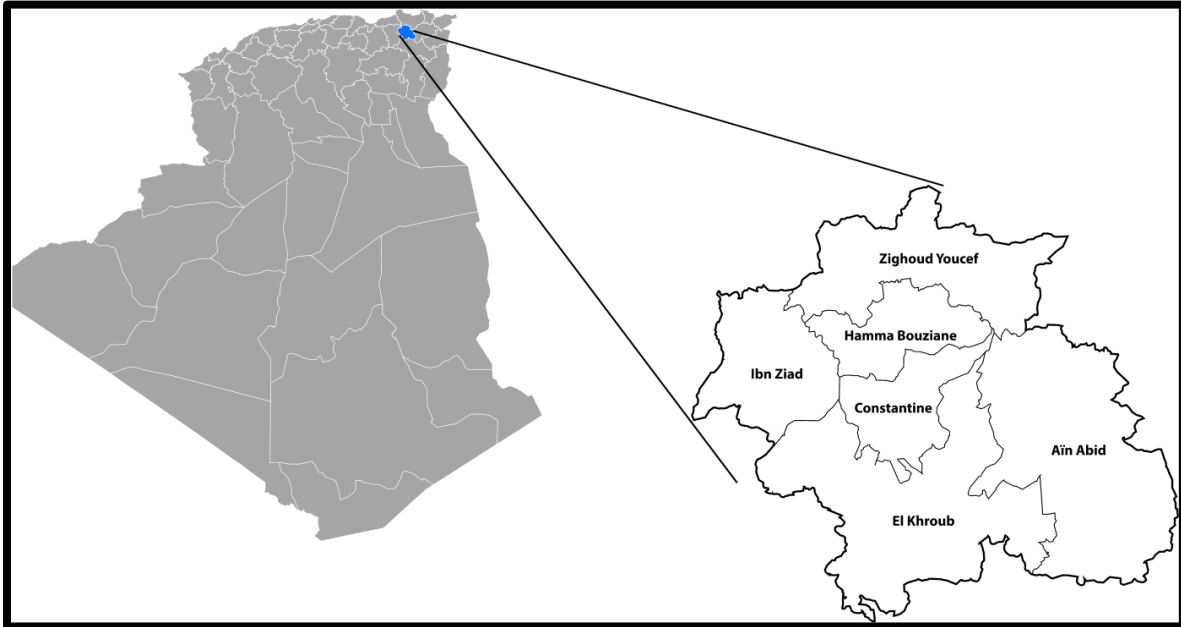 Zighoud Youcef
Hamma Bouziane
Ibn Ziad
Constantine
Aïn Abid
El Khroub